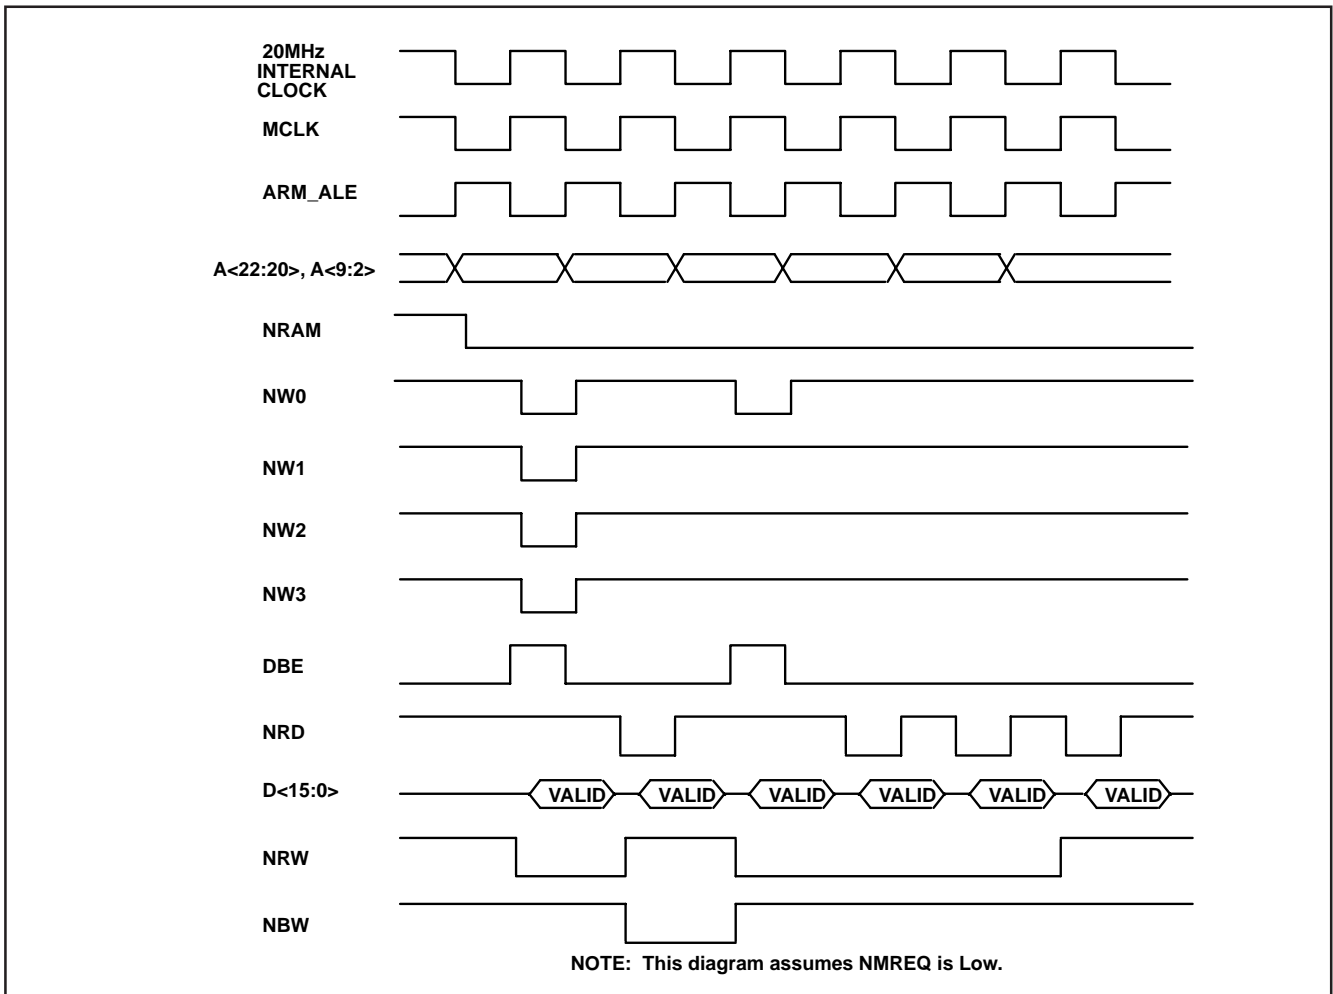 20MHz
INTERNAL
CLOCK
MCLK
ARM_ALE
A<22:20>, A<9:2>
NRAM
NW0
NW1
NW2
NW3
DBE
NRD
D<15:0>
VALID VALID VALID VALID VALID VALID
NRW
NBW
NOTE: This diagram assumes NMREQ is Low.